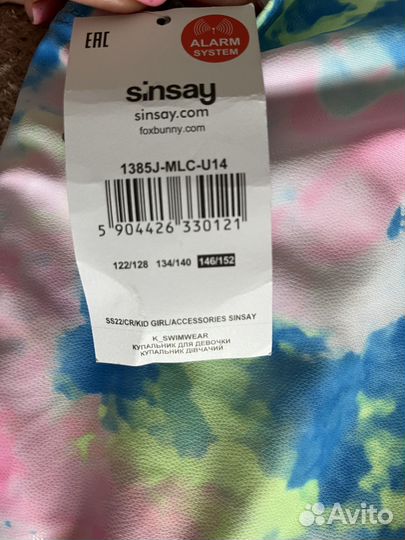 EAC
ALARM
SYSTEM
sinsay
sinsay.com
foxbunny.com
1385J-MLC-U14
5 904426 330121
122/128 134/140 146/152
SS22/CR/KID GIRL/ACCESSORIES SINSAY
K_SWIMWEAR
КУПАЛЬНИК ДЛЯ ДЕВОЧКИ
КУПАЛЬНИК ДІВЧАЧИЙ
Avito